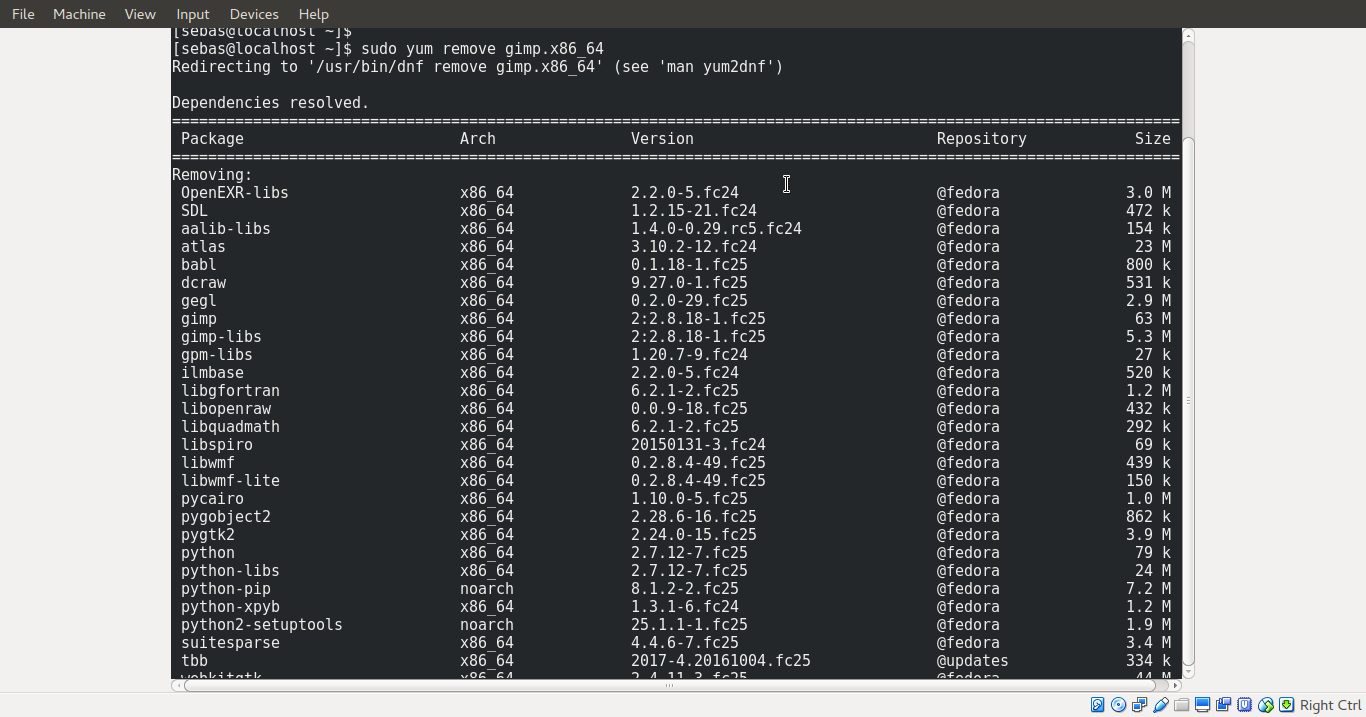 File Machine View Input Devices Help
[sebas@localhost ~]$
[sebas@localhost ~]$ sudo yum remove gimp.x86_64
Redirecting to '/usr/bin/dnf remove gimp.x86_64' (see 'man yum2dnf')
Dependencies resolved.
================================================================================================================
Package Arch Version Repository Size
================================================================================================================
Removing:
OpenEXR-libs x86_64 2.2.0-5.fc24 @fedora 3.0 M
SDL x86_64 1.2.15-21.fc24 @fedora 472 k
aalib-libs x86_64 1.4.0-0.29.rc5.fc24 @fedora 154 k
atlas x86_64 3.10.2-12.fc24 @fedora 23 M
babl x86_64 0.1.18-1.fc25 @fedora 800 k
dcraw x86_64 9.27.0-1.fc25 @fedora 531 k
gegl x86_64 0.2.0-29.fc25 @fedora 2.9 M
gimp x86_64 2:2.8.18-1.fc25 @fedora 63 M
gimp-libs x86_64 2:2.8.18-1.fc25 @fedora 5.3 M
gpm-libs x86_64 1.20.7-9.fc24 @fedora 27 k
ilmbase x86_64 2.2.0-5.fc24 @fedora 520 k
libgfortran x86_64 6.2.1-2.fc25 @fedora 1.2 M
libopenraw x86_64 0.0.9-18.fc25 @fedora 432 k
libquadmath x86_64 6.2.1-2.fc25 @fedora 292 k
libspiro x86_64 20150131-3.fc24 @fedora 69 k
libwmf x86_64 0.2.8.4-49.fc25 @fedora 439 k
libwmf-lite x86_64 0.2.8.4-49.fc25 @fedora 150 k
pycairo x86_64 1.10.0-5.fc25 @fedora 1.0 M
pygobject2 x86_64 2.28.6-16.fc25 @fedora 862 k
pygtk2 x86_64 2.24.0-15.fc25 @fedora 3.9 M
python x86_64 2.7.12-7.fc25 @fedora 79 k
python-libs x86_64 2.7.12-7.fc25 @fedora 24 M
python-pip noarch 8.1.2-2.fc25 @fedora 7.2 M
python-xpyb x86_64 1.3.1-6.fc24 @fedora 1.2 M
python2-setuptools noarch 25.1.1-1.fc25 @fedora 1.9 M
suitesparse x86_64 4.4.6-7.fc25 @fedora 3.4 M
tbb x86_64 2017-4.20161004.fc25 @updates 334 k
webkitgtk x86_64 2.4.11-3.fc25 @fedora 44 M
Right Ctrl